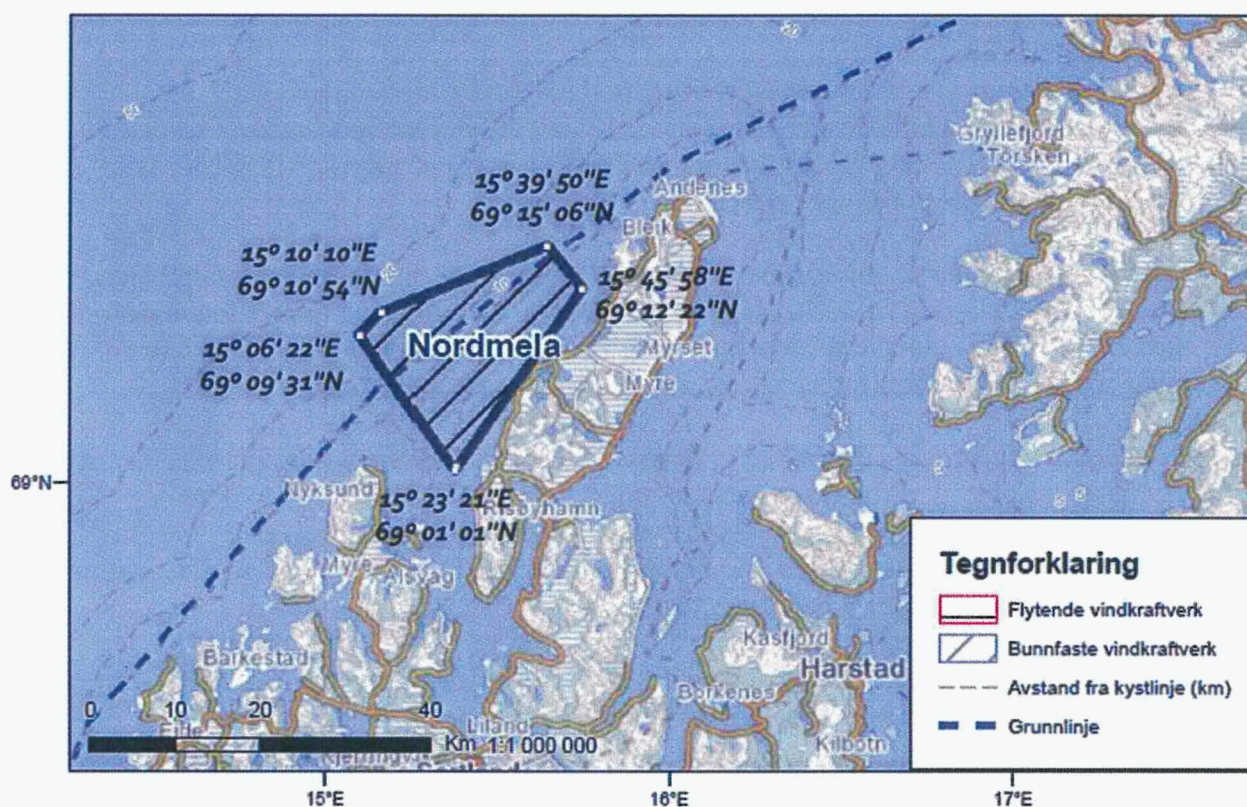 Gryllefjord
Torsken
15° 39' 50"E
69° 15' 06"N
Andenes
Bleik
15° 10' 10"E
69° 10' 54"N
15° 45' 58"E
69° 12' 22"N
Nordmela
15° 06' 22"E
69° 09' 31"N
Myrset
Myre
69°N
Nyksund
15° 23' 21"E
69° 01' 01"N
Risøyhamn
Myre
Alsvåg
Barkestad
Kasfjord
Harstad
Borkenes
Tegnforklaring
Flytende vindkraftverk
Bunnfaste vindkraftverk
Avstand fra kystlinje (km)
Grunnlinje
0 10 20 40
Eide
Liland
Km 1:1 000 000
Kilbotn
15°E
16°E
17°E